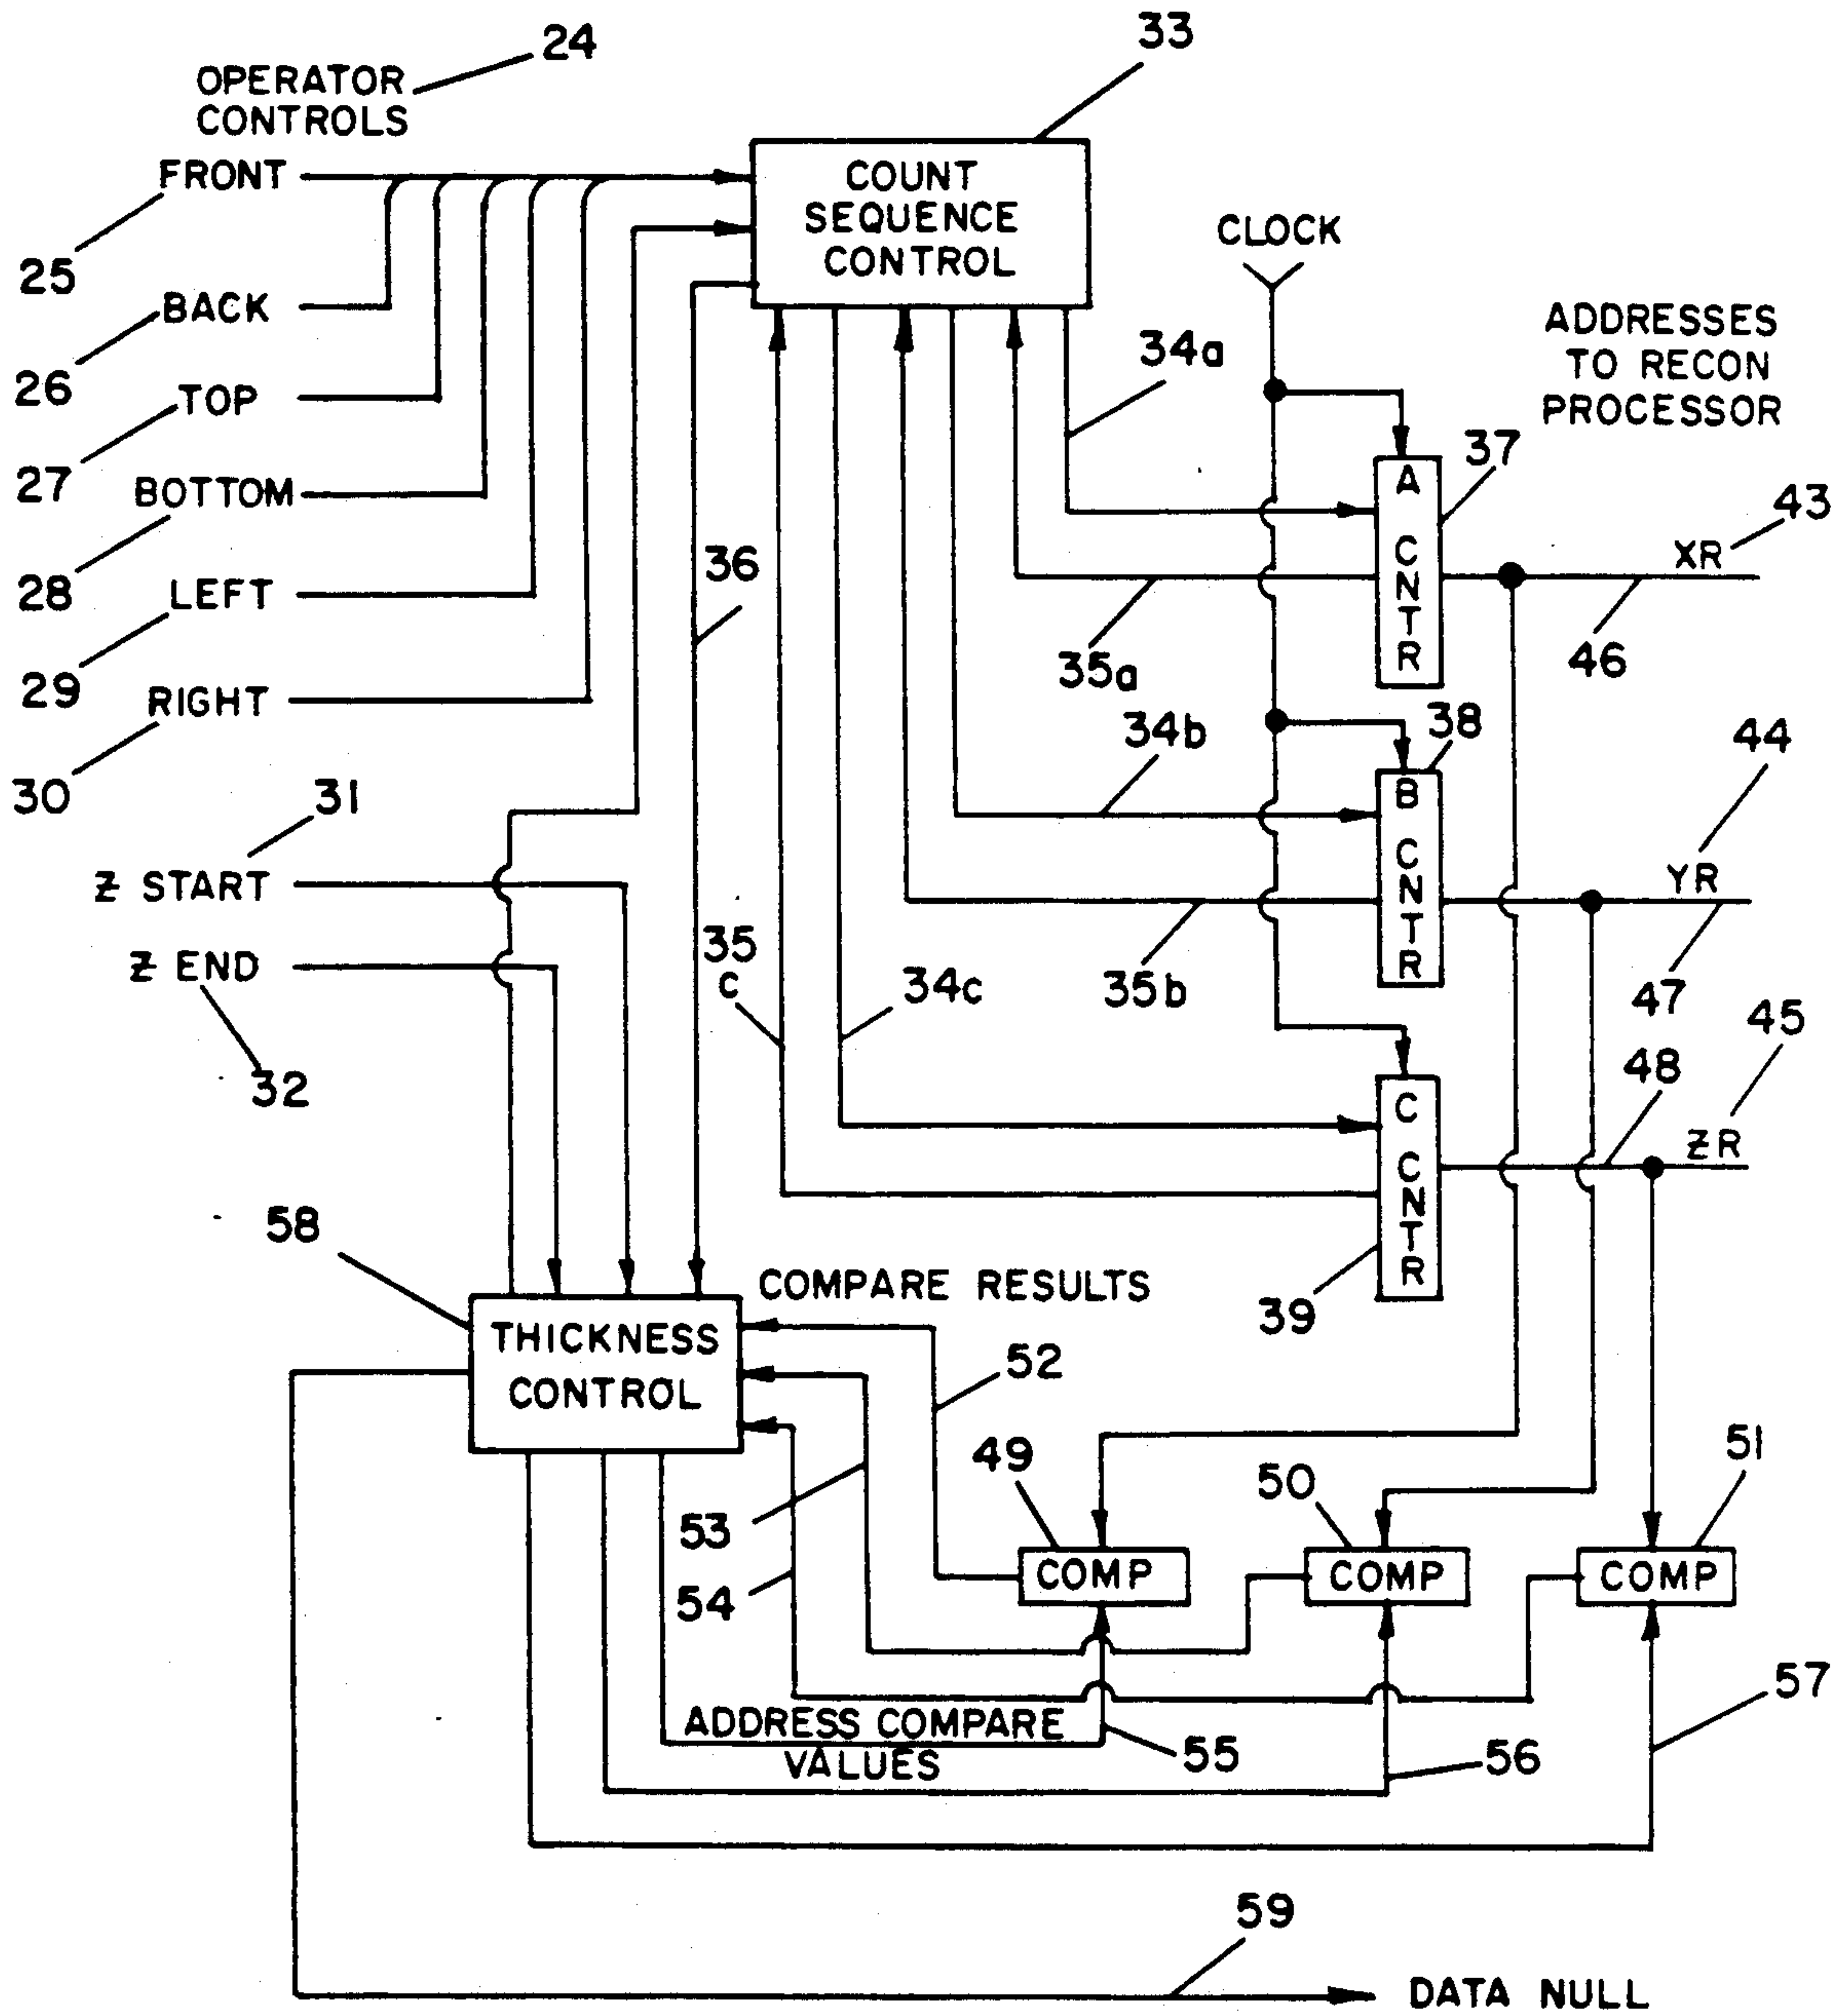 24
33
OPERATOR
CONTROLS
FRONT
25
BACK
26
TOP
27
BOTTOM
28
LEFT
29
RIGHT
30
31
Z START
Z END
32
COUNT
SEQUENCE
CONTROL
CLOCK
ADDRESSES
TO RECON
PROCESSOR
34a
37
A
CNTR
43
XR
36
35a
46
34b
38
B
CNTR
44
YR
35
c
34c
35b
47
45
48
C
CNTR
ZR
39
58
COMPARE RESULTS
THICKNESS
CONTROL
52
53
54
49
COMP
50
COMP
51
COMP
ADDRESS COMPARE
VALUES
55
56
57
59
DATA NULL